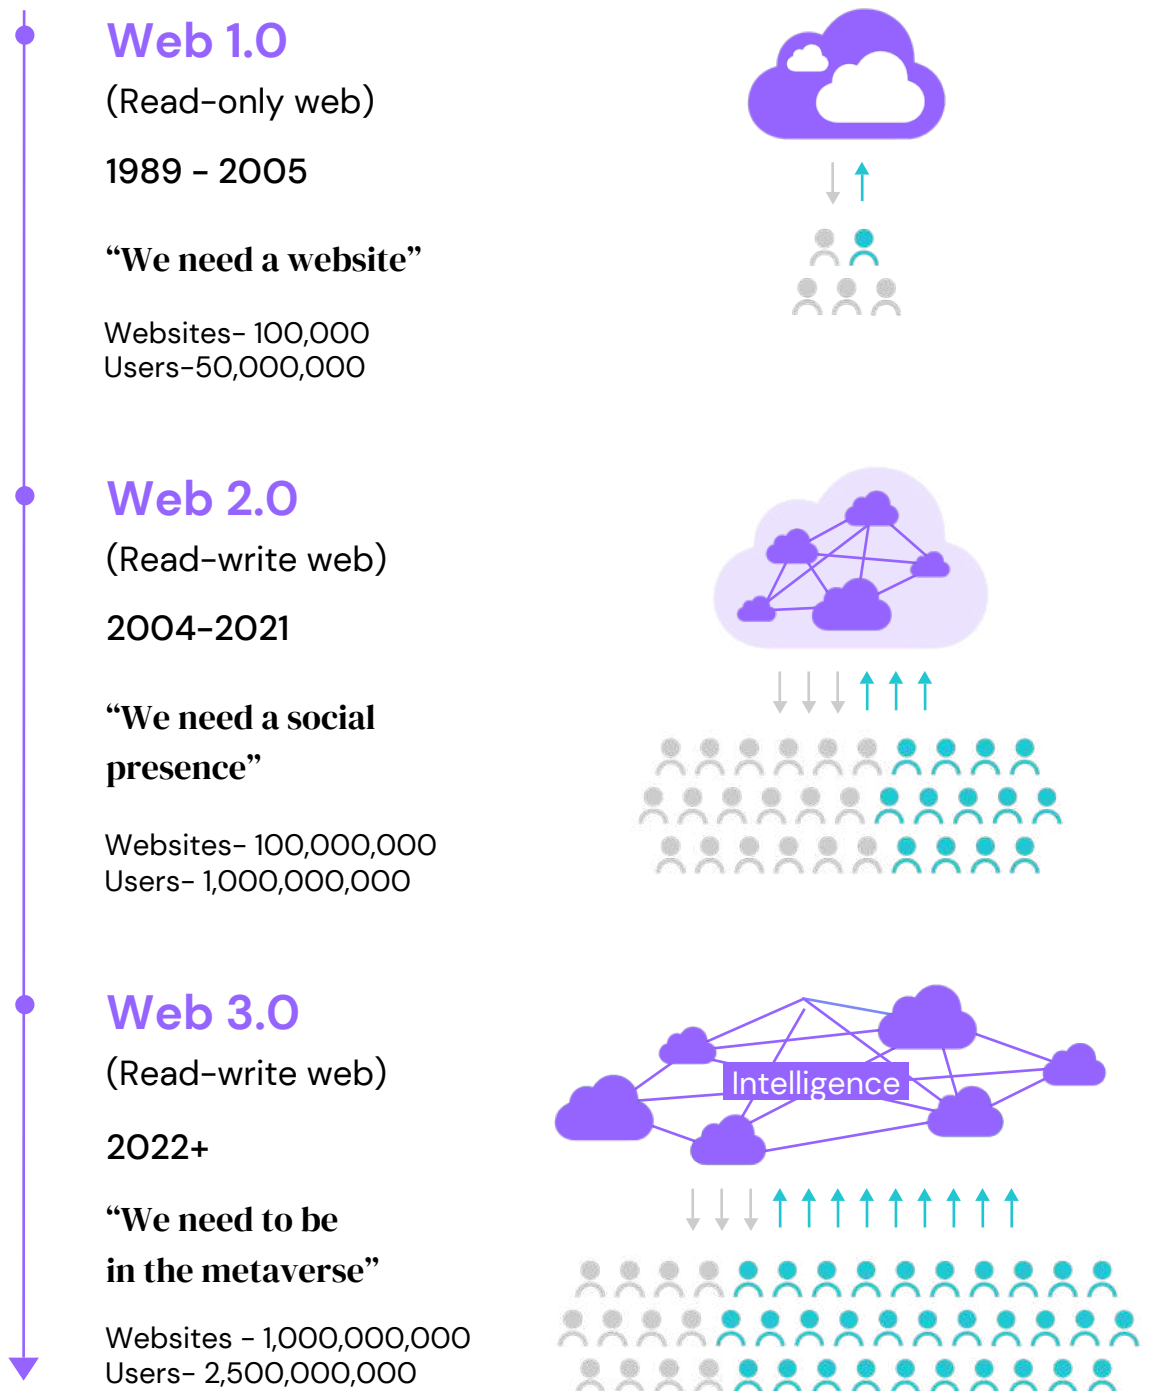 Web 1.0
(Read-only web)
1989 - 2005
“We need a website”
Websites- 100,000
Users-50,000,000
Web 2.0
(Read-write web)
2004-2021
“We need a social
presence”
Websites- 100,000,000
Users- 1,000,000,000
Web 3.0
(Read-write web)
Intelligence
2022+
“We need to be
in the metaverse”
Websites - 1,000,000,000
Users- 2,500,000,000